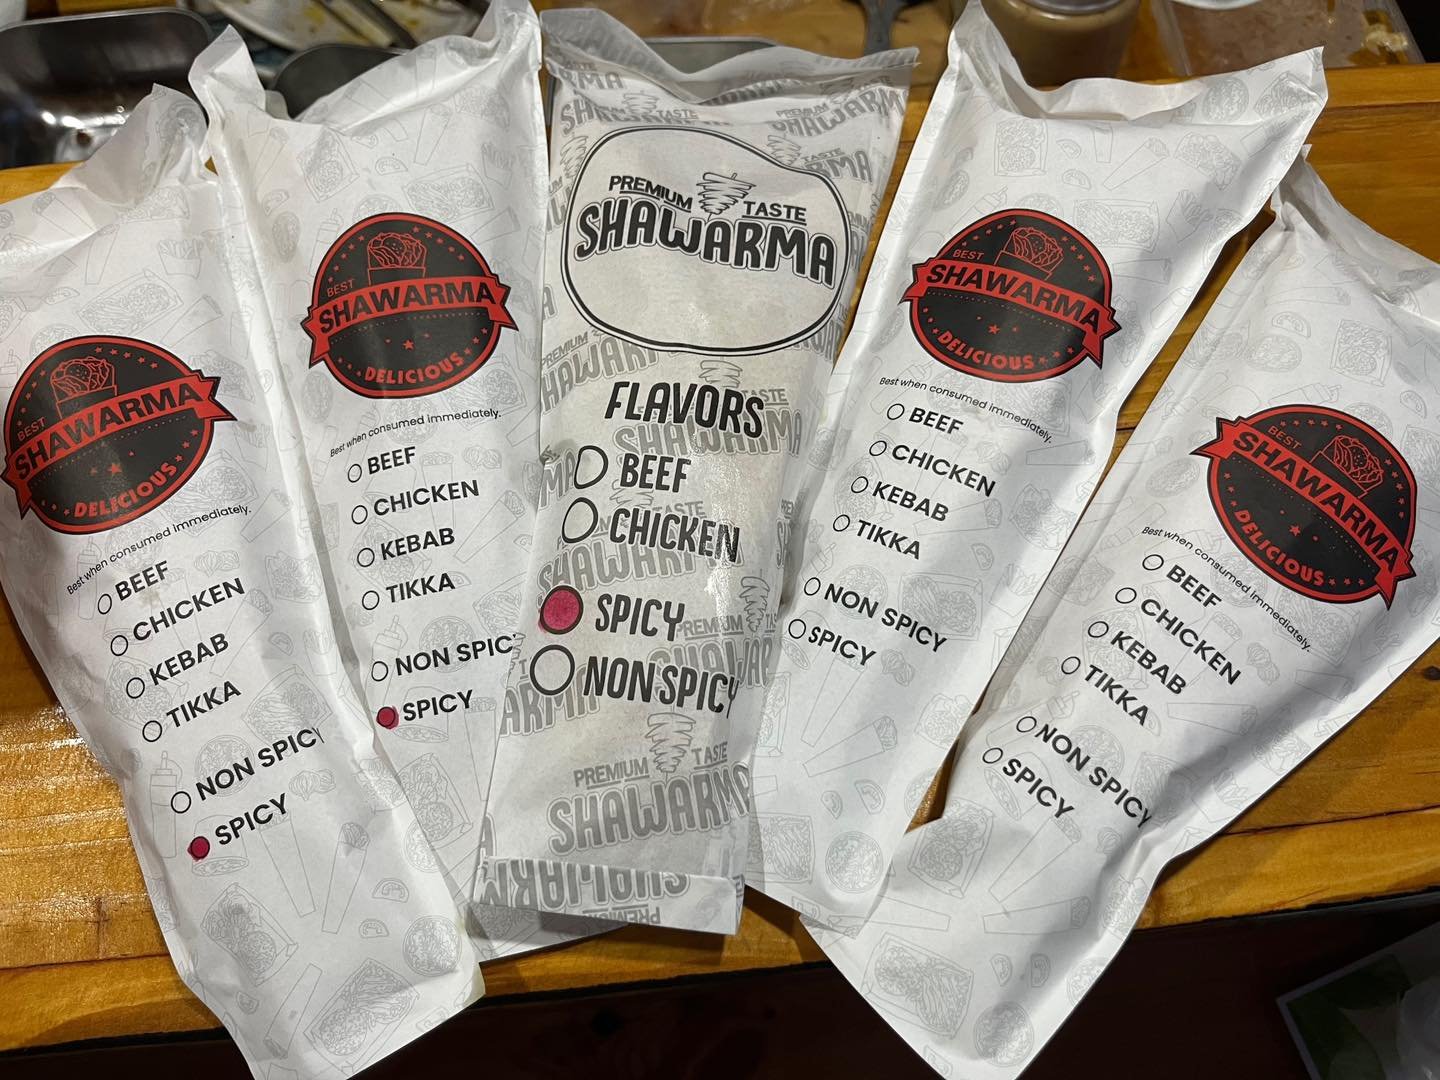 BEST
SHAWARMA
DELICIOUS
Best when consumed immediately.
BEEF
CHICKEN
KEBAB
TIKKA
NON SPICY
SPICY
BEST
SHAWARMA
DELICIOUS
Best when consumed immediately.
BEEF
CHICKEN
KEBAB
TIKKA
NON SPIC
SPICY
PREMIUM TASTE
SHAWARMA
FLAVORS
BEEF
CHICKEN
SPICY
NON SPICY
PREMIUM TASTE
SHAWARMA
BEST
SHAWARMA
DELICIOUS
Best when consumed immediately.
BEEF
CHICKEN
KEBAB
TIKKA
NON SPICY
SPICY
BEST
SHAWARMA
DELICIOUS
Best when consumed immediately.
BEEF
CHICKEN
KEBAB
TIKKA
NON SPICY
SPICY